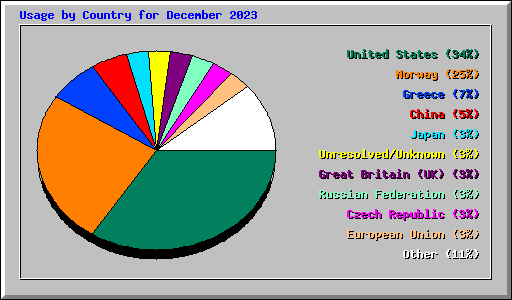 Usage by Country for December 2023
United States (34%)
Norway (25%)
Greece (7%)
China (5%)
Japan (3%)
Unresolved/Unknown (3%)
Great Britain (UK) (3%)
Russian Federation (3%)
Czech Republic (3%)
European Union (3%)
Other (11%)